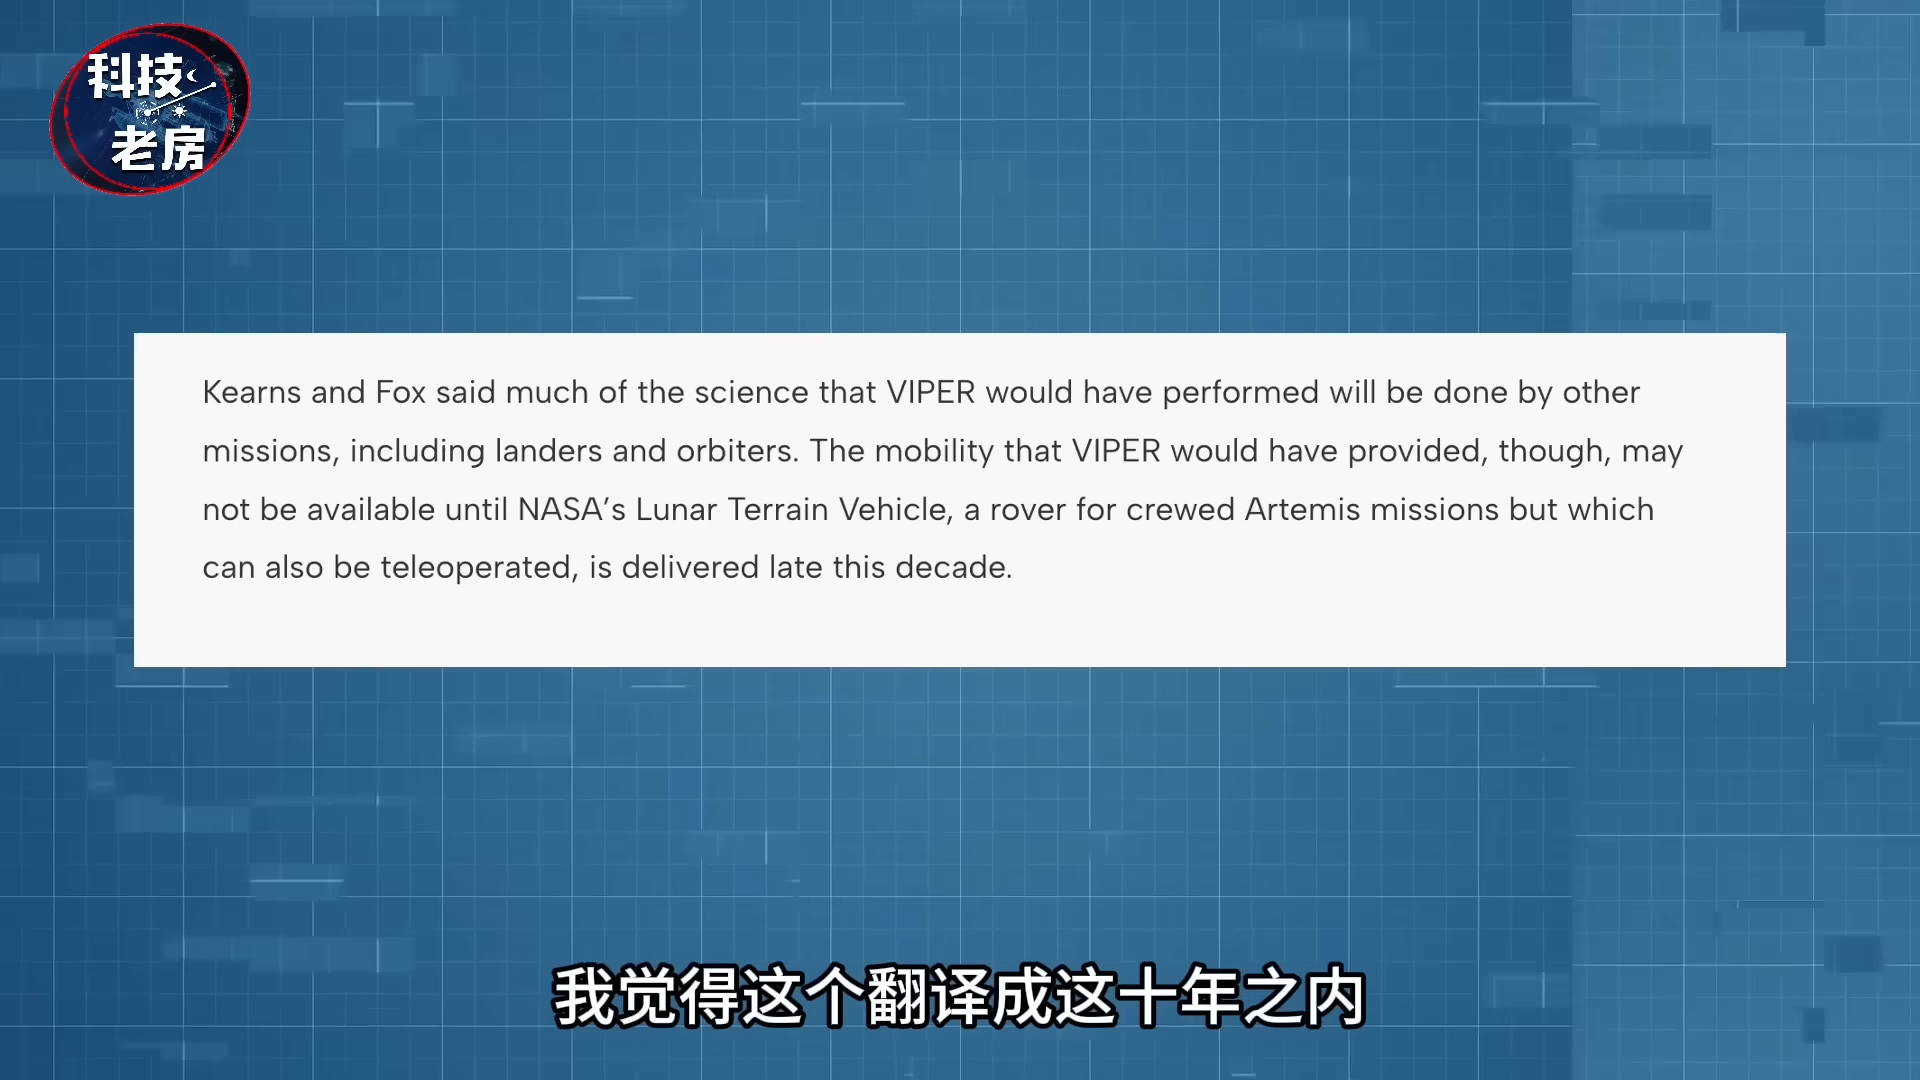 科技
老房
Kearns and Fox said much of the science that VIPER would have performed will be done by other
missions, including landers and orbiters. The mobility that VIPER would have provided, though, may
not be available until NASA’s Lunar Terrain Vehicle, a rover for crewed Artemis missions but which
can also be teleoperated, is delivered late this decade.
我觉得这个翻译成这十年之内